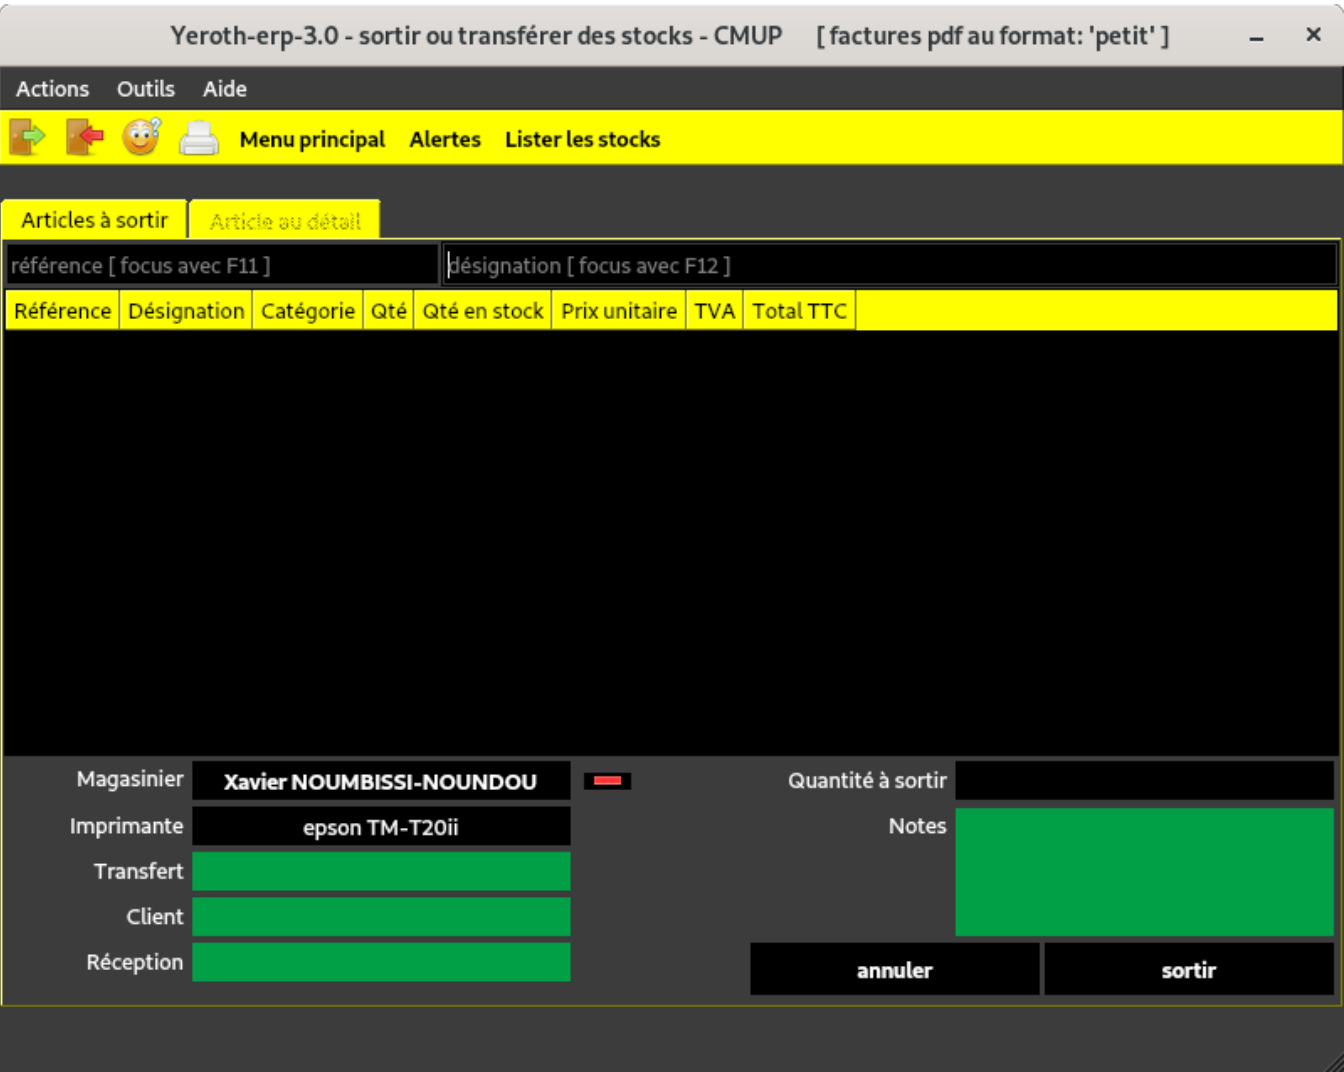 Yeroth-erp-3.0 - sortir ou transférer des stocks - CMUP [ factures pdf au format: 'petit' ]
Actions Outils Aide
Menu principal Alertes Lister les stocks
Articles à sortir Article au détail
référence [ focus avec F11 ] désignation [ focus avec F12 ]
Référence Désignation Catégorie Qté Qté en stock Prix unitaire TVA Total TTC
Magasinier Xavier NOUMBISSI-NOUNDOU Quantité à sortir
Imprimante epson TM-T20ii Notes
Transfert
Client
Réception
annuler sortir